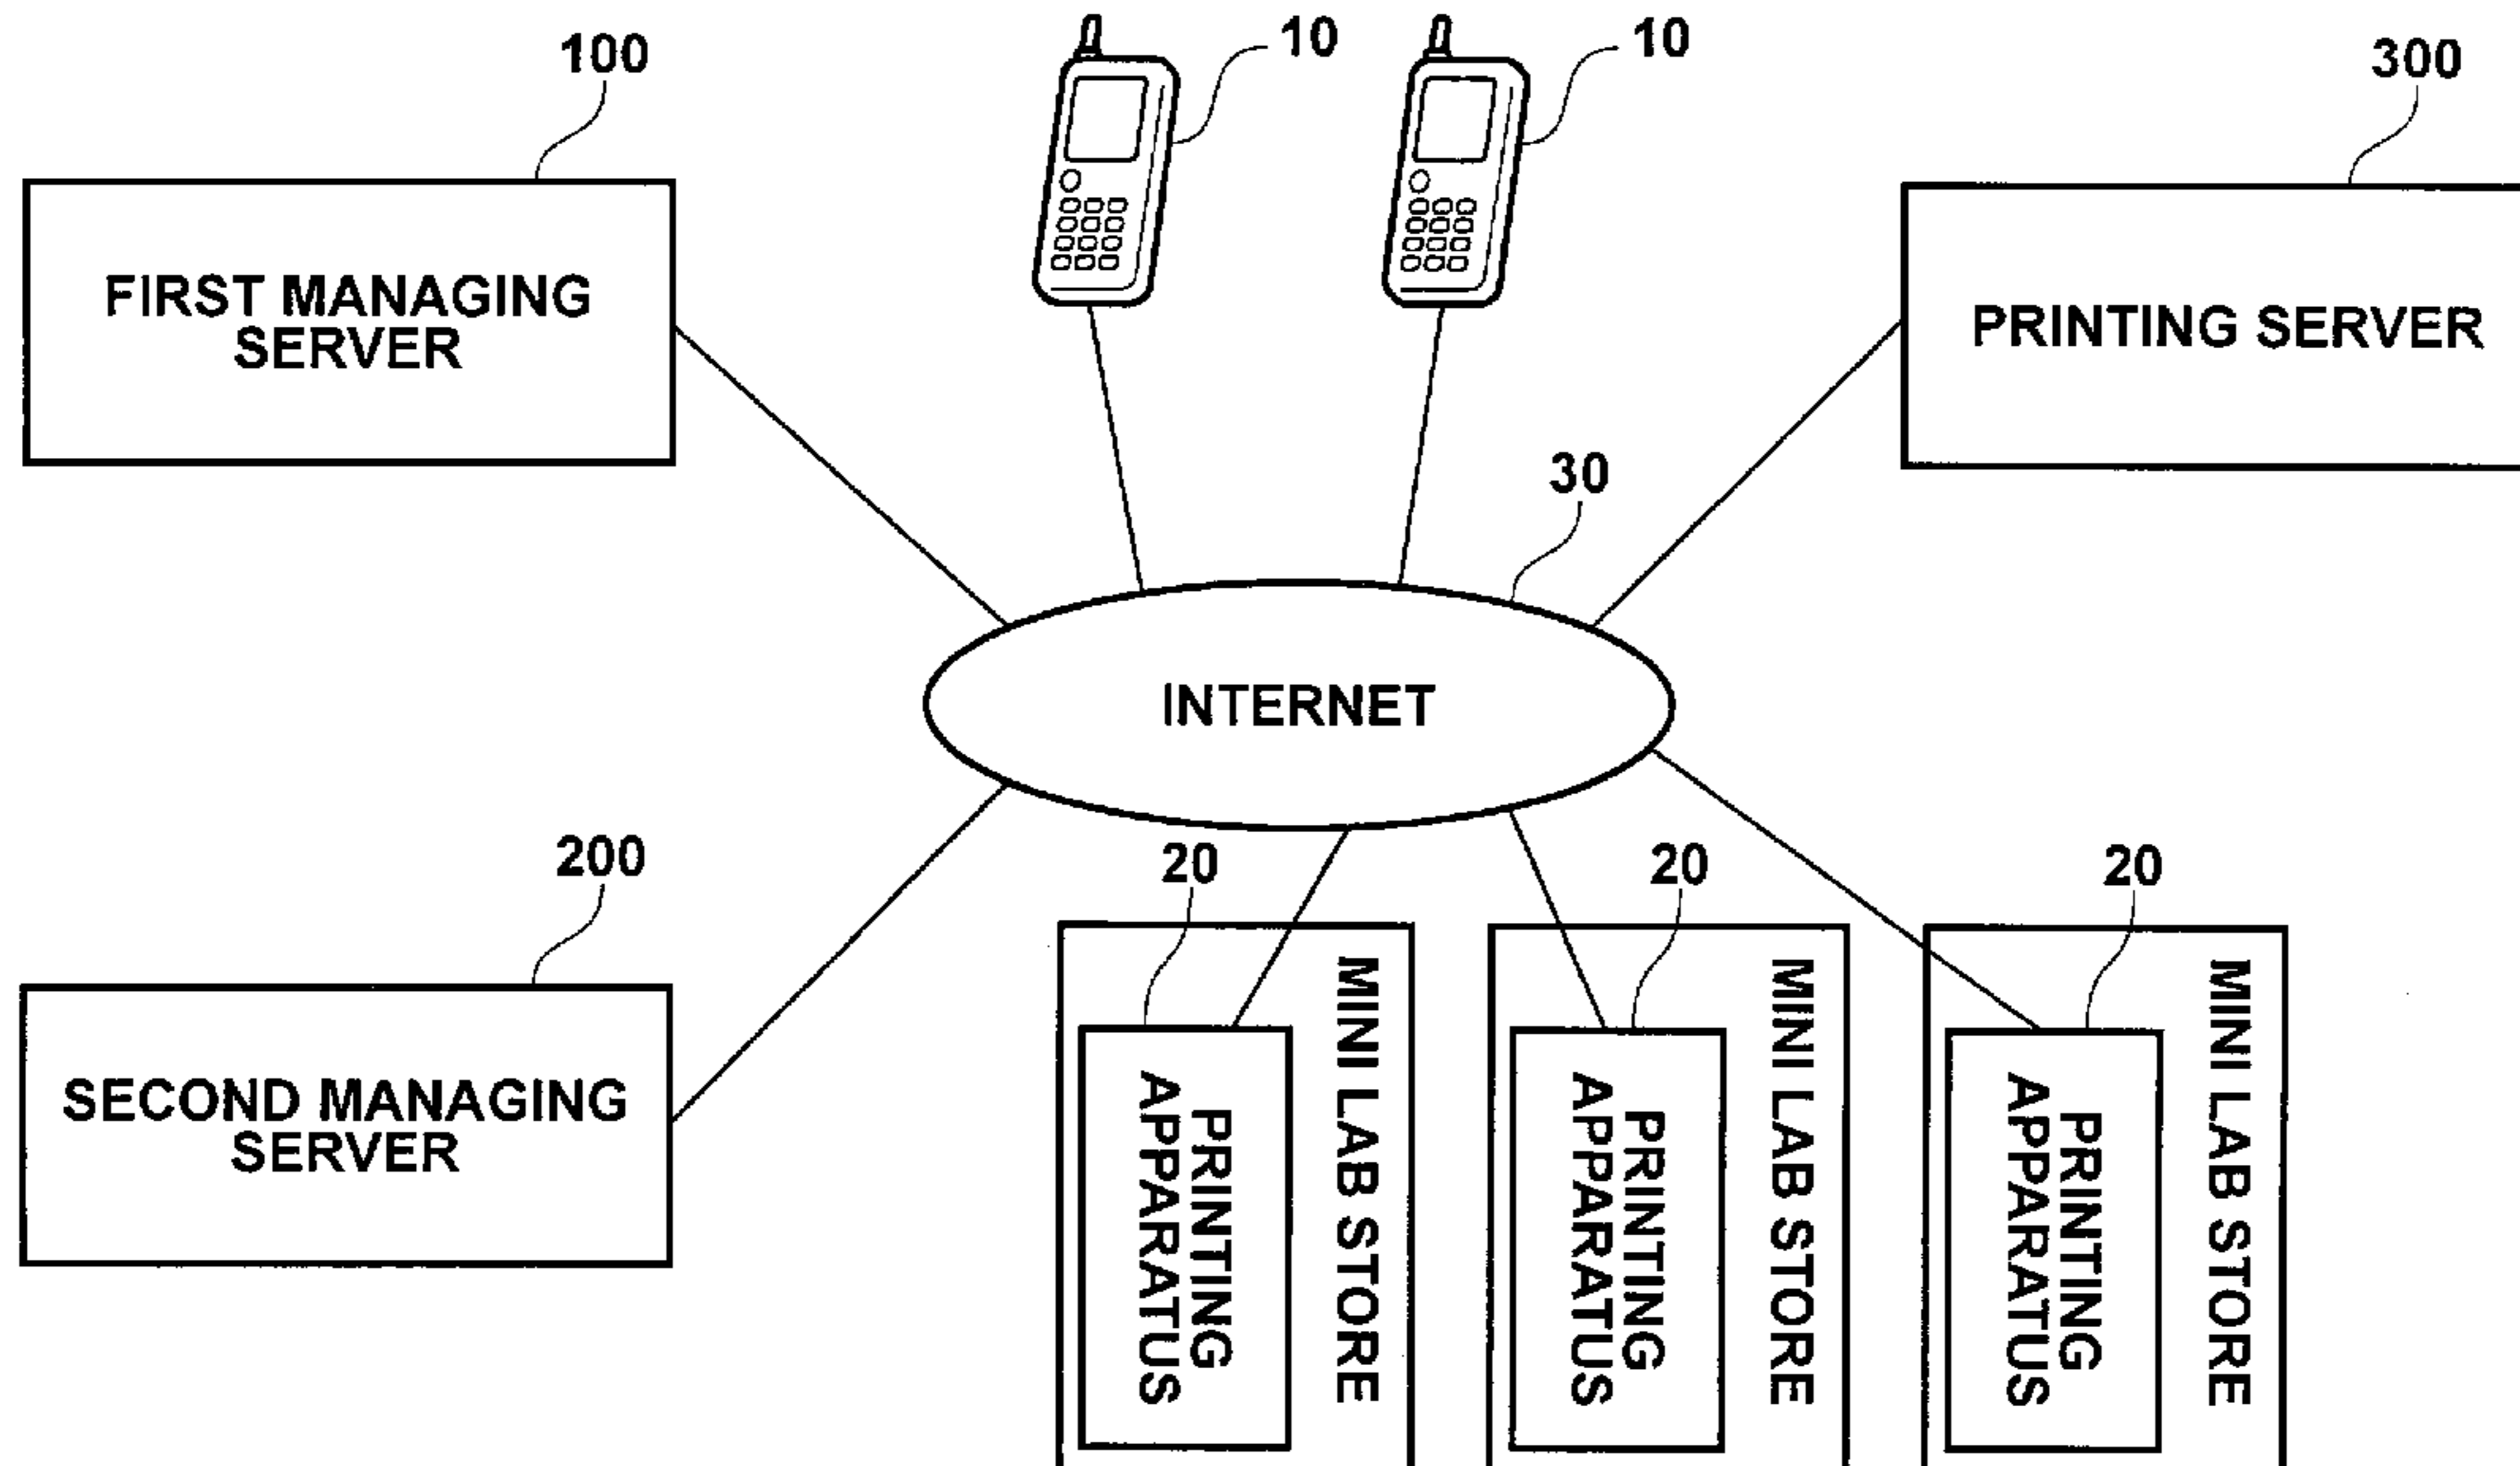 100
10
10
300
FIRST MANAGING
SERVER
PRINTING SERVER
30
INTERNET
200
20
20
20
SECOND MANAGING
SERVER
MINI LAB STORE
PRINTING
APPARATUS
MINI LAB STORE
PRINTING
APPARATUS
MINI LAB STORE
PRINTING
APPARATUS